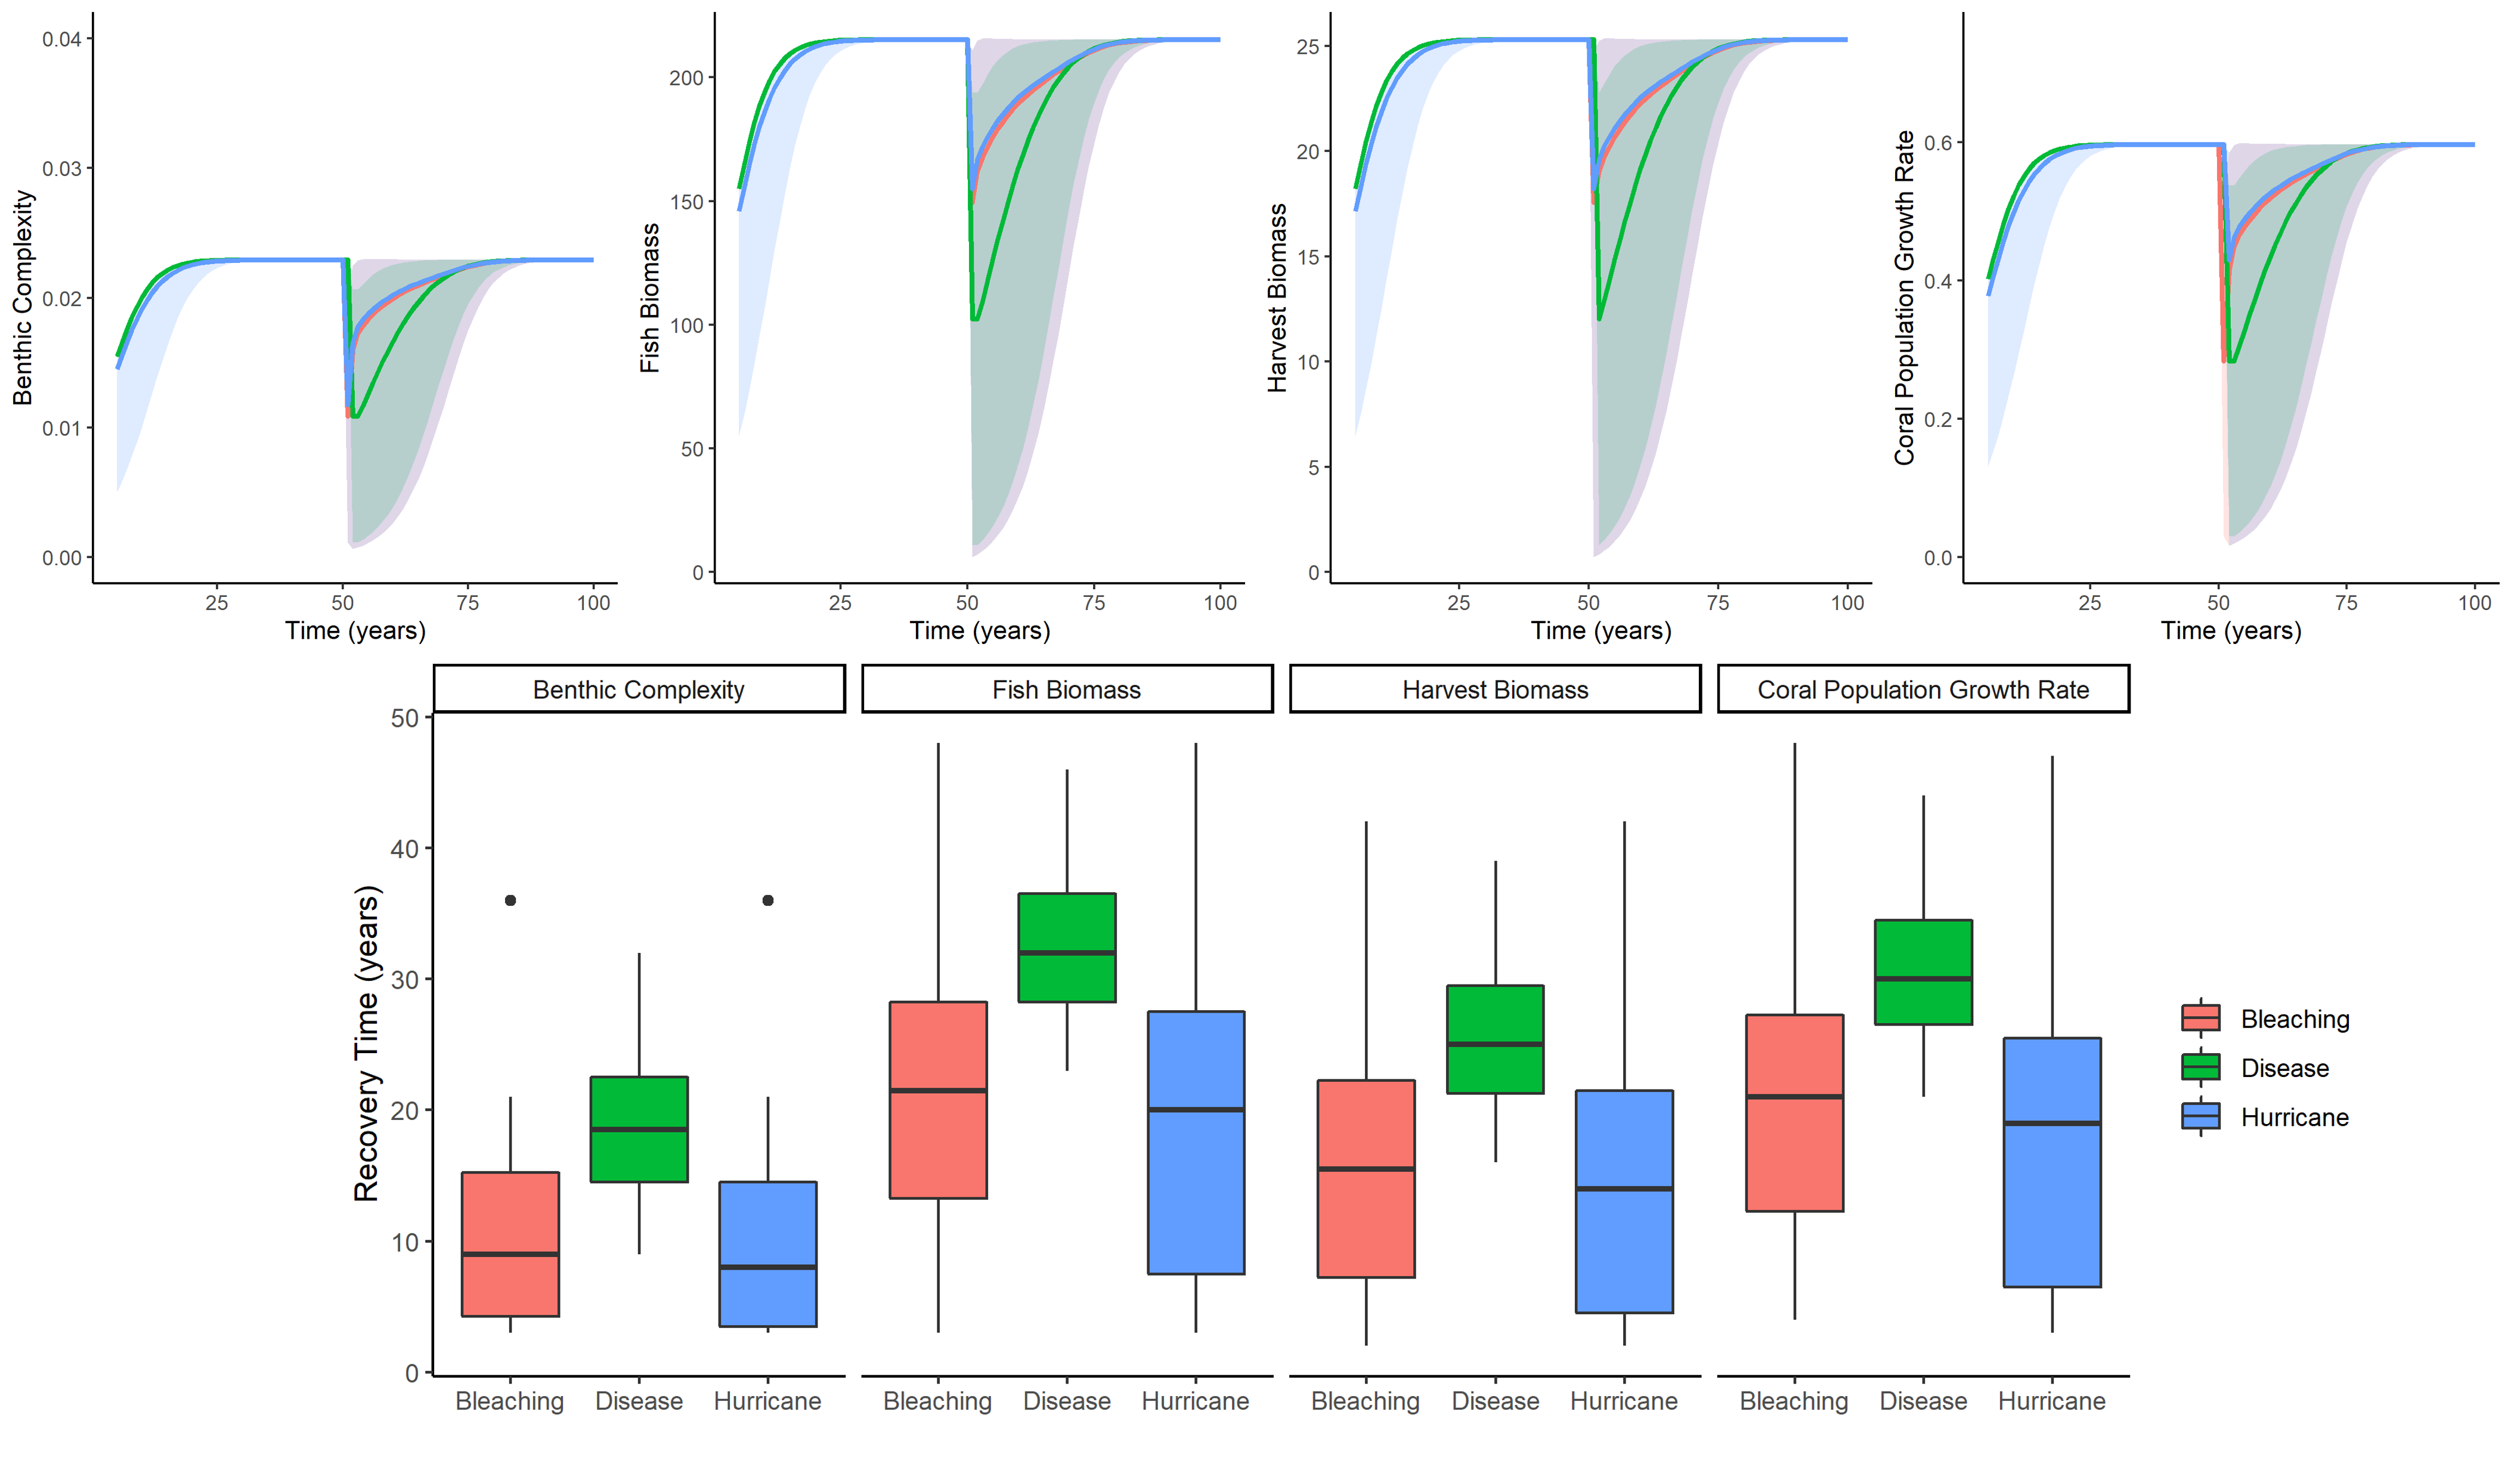 Benthic Complexity
0.04
0.03
0.02
0.01
0.00
25 50 75 100
Time (years)
Fish Biomass
200
150
100
50
0
25 50 75 100
Time (years)
Harvest Biomass
25
20
15
10
5
0
25 50 75 100
Time (years)
Coral Population Growth Rate
0.6
0.4
0.2
0.0
25 50 75 100
Time (years)
Benthic Complexity Fish Biomass Harvest Biomass Coral Population Growth Rate
Recovery Time (years)
50
40
30
20
10
0
Bleaching Disease Hurricane Bleaching Disease Hurricane Bleaching Disease Hurricane Bleaching Disease Hurricane
Bleaching
Disease
Hurricane